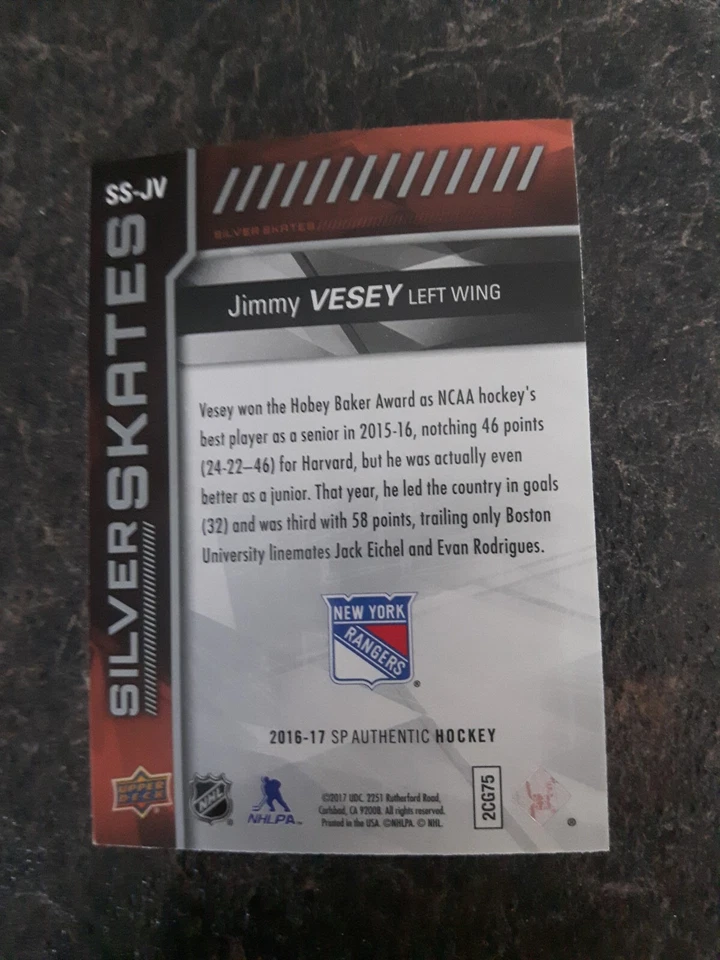 SS-JV
SILVER SKATES
SILVER SKATES
Jimmy VESEY LEFT WING
Vesey won the Hobey Baker Award as NCAA hockey's
best player as a senior in 2015-16, notching 46 points
(24-22–46) for Harvard, but he was actually even
better as a junior. That year, he led the country in goals
(32) and was third with 58 points, trailing only Boston
University linemates Jack Eichel and Evan Rodrigues.
NEW YORK
RANGERS
®
2016-17 SP AUTHENTIC HOCKEY
UPPER
DECK
NHL
NHLPA
©2017 UDC. 2251 Rutherford Road,
Carlsbad, CA 92008. All rights reserved.
Printed in the USA. ©NHLPA. © NHL.
2CG75
®